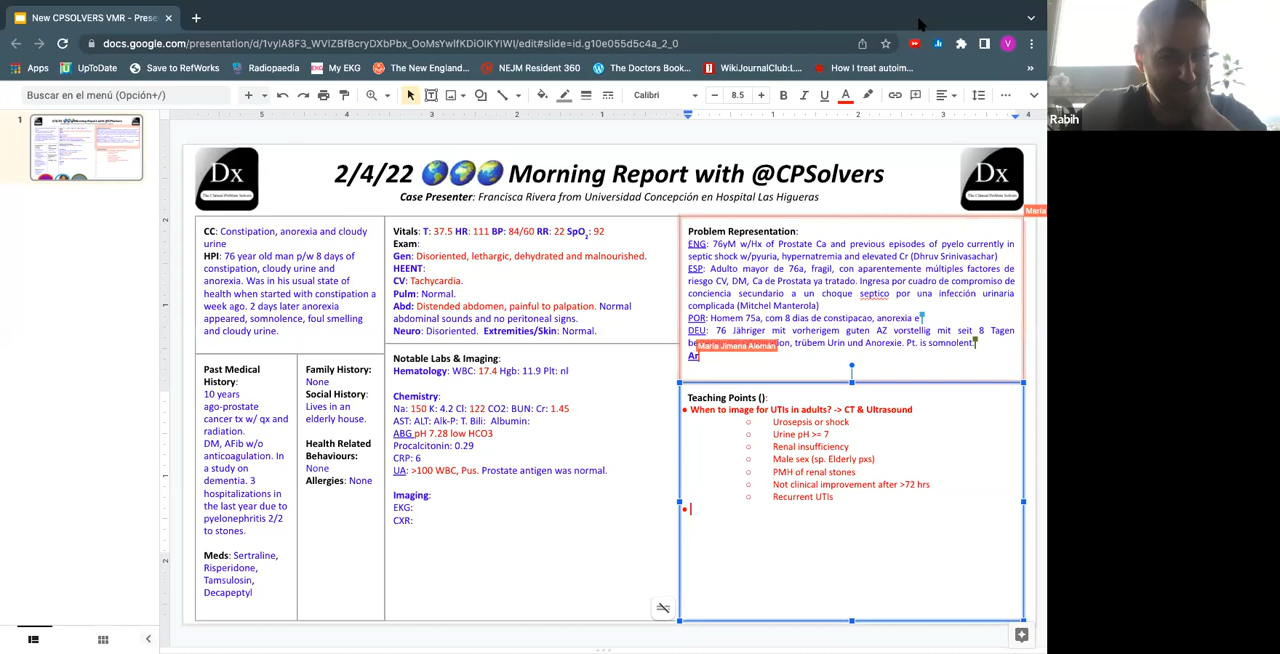 New CPSOLVERS VMR - Prese
docs.google.com/presentation/d/1vyIA8F3_WVlZBfBcryDXbPbx_OoMsYwlfKDiOlKYlWI/edit#slide=id.g10e055d5c4a_2_0
V
Apps UpToDate Save to RefWorks Radiopaedia My EKG The New England... NEJM Resident 360 The Doctors Book... WikiJournalClub:L... How I treat autoim... »
Buscar en el menú (Opción+/) Calibri 8.5 B I U A
Rabih
1
Dx
The Clinical Problem Solvers
2/4/22 Morning Report with @CPSolvers
Case Presenter: Francisca Rivera from Universidad Concepción en Hospital Las Higueras
Dx
The Clinical Problem Solvers
María
CC: Constipation, anorexia and cloudy
urine
HPI: 76 year old man p/w 8 days of
constipation, cloudy urine and
anorexia. Was in his usual state of
health when started with constipation a
week ago. 2 days later anorexia
appeared, somnolence, foul smelling
and cloudy urine.
Past Medical
History:
10 years
ago-prostate
cancer tx w/ qx and
radiation.
DM, AFib w/o
anticoagulation. In
a study on
dementia. 3
hospitalizations in
the last year due to
pyelonephritis 2/2
to stones.
Meds: Sertraline,
Risperidone,
Tamsulosin,
Decapeptyl
Family History:
None
Social History:
Lives in an
elderly house.
Health Related
Behaviours:
None
Allergies: None
Vitals: T: 37.5 HR: 111 BP: 84/60 RR: 22 SpO2: 92
Exam:
Gen: Disoriented, lethargic, dehydrated and malnourished.
HEENT:
CV: Tachycardia.
Pulm: Normal.
Abd: Distended abdomen, painful to palpation. Normal
abdominal sounds and no peritoneal signs.
Neuro: Disoriented. Extremities/Skin: Normal.
Notable Labs & Imaging:
Hematology: WBC: 17.4 Hgb: 11.9 Plt: nl
Chemistry:
Na: 150 K: 4.2 Cl: 122 CO2: BUN: Cr: 1.45
AST: ALT: Alk-P: T. Bili: Albumin:
ABG pH 7.28 low HCO3
Procalcitonin: 0.29
CRP: 6
UA: >100 WBC, Pus. Prostate antigen was normal.
Imaging:
EKG:
CXR:
Problem Representation:
ENG: 76yM w/Hx of Prostate Ca and previous episodes of pyelo currently in
septic shock w/pyuria, hypernatremia and elevated Cr (Dhruv Srinivasachar)
ESP: Adulto mayor de 76a, fragil, con aparentemente múltiples factores de
riesgo CV, DM, Ca de Prostata ya tratado. Ingresa por cuadro de compromiso de
conciencia secundario a un choque septico por una infección urinaria
complicada (Mitchel Manterola)
POR: Homem 75a, com 8 dias de constipacao, anorexia e
DEU: 76 Jähriger mit vorherigem guten AZ vorstellig mit seit 8 Tagen
María Jimena Alemán on, trübem Urin und Anorexie. Pt. is somnolent.
Ar
Teaching Points ():
● When to image for UTIs in adults? -> CT & Ultrasound
○ Urosepsis or shock
○ Urine pH >= 7
○ Renal insufficiency
○ Male sex (sp. Elderly pxs)
○ PMH of renal stones
○ Not clinical improvement after >72 hrs
○ Recurrent UTIs
●